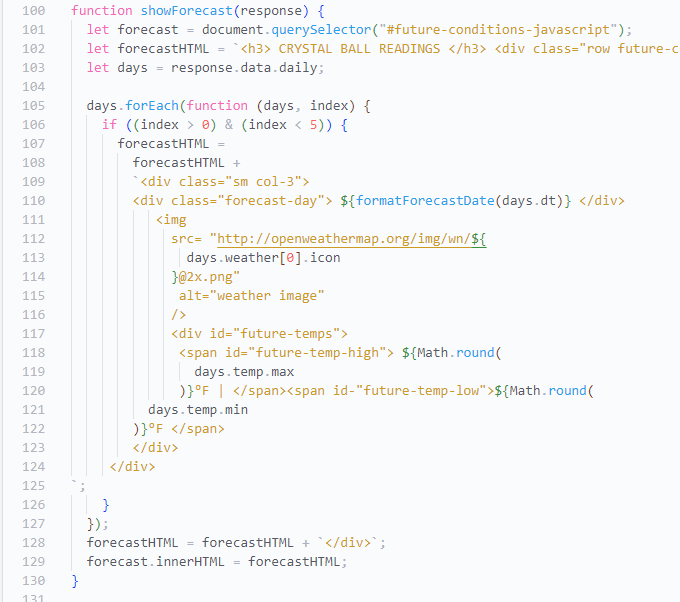 100 function showForecast(response) {
101   let forecast = document.querySelector("#future-conditions-javascript");
102   let forecastHTML = `<h3> CRYSTAL BALL READINGS </h3> <div class="row future-c
103   let days = response.data.daily;
104
105   days.forEach(function (days, index) {
106     if ((index > 0) & (index < 5)) {
107       forecastHTML =
108         forecastHTML +
109         `<div class="sm col-3">
110         <div class="forecast-day"> ${formatForecastDate(days.dt)} </div>
111            <img
112              src= "http://openweathermap.org/img/wn/${
113                days.weather[0].icon
114              }@2x.png"
115               alt="weather image"
116              />
117              <div id="future-temps">
118               <span id="future-temp-high"> ${Math.round(
119                 days.temp.max
120               )}°F | </span><span id-"future-temp-low">${Math.round(
121           days.temp.min
122         )}°F </span>
123         </div>
124      </div>
125 `;
126     }
127   });
128   forecastHTML = forecastHTML + `</div>`;
129   forecast.innerHTML = forecastHTML;
130 }
131